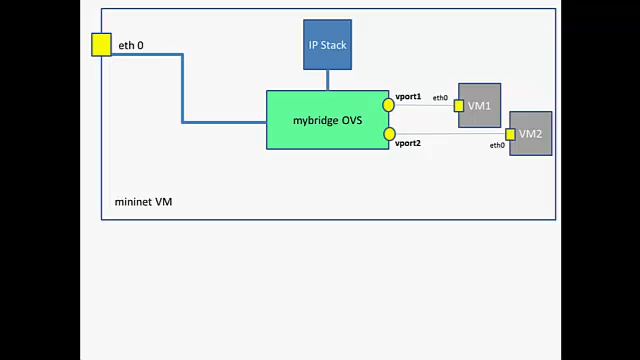 eth 0
IP Stack
mybridge OVS
vport1
eth0
VM1
vport2
eth0
VM2
mininet VM